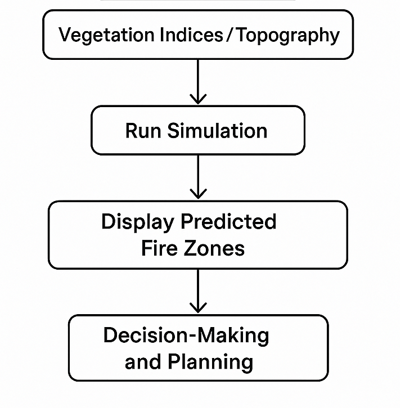 Vegetation Indices/Topography
Run Simulation
Display Predicted
Fire Zones
Decision-Making
and Planning